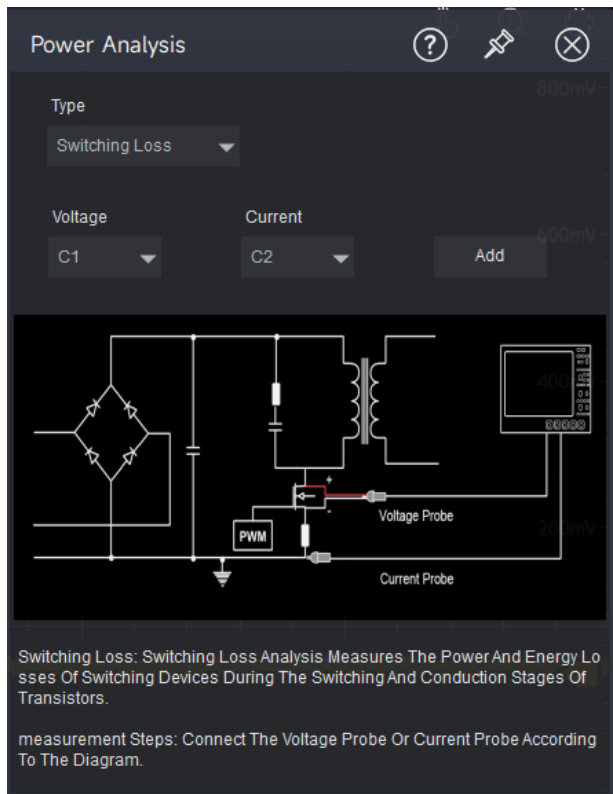 Power Analysis
800mV
Type
Switching Loss
Voltage
Current
600mV
C1
C2
Add
400m
+
-
Voltage Probe
PWM
200mV
Current Probe
Switching Loss: Switching Loss Analysis Measures The Power And Energy Lo
sses Of Switching Devices During The Switching And Conduction Stages Of
Transistors.
measurement Steps: Connect The Voltage Probe Or Current Probe According
To The Diagram.